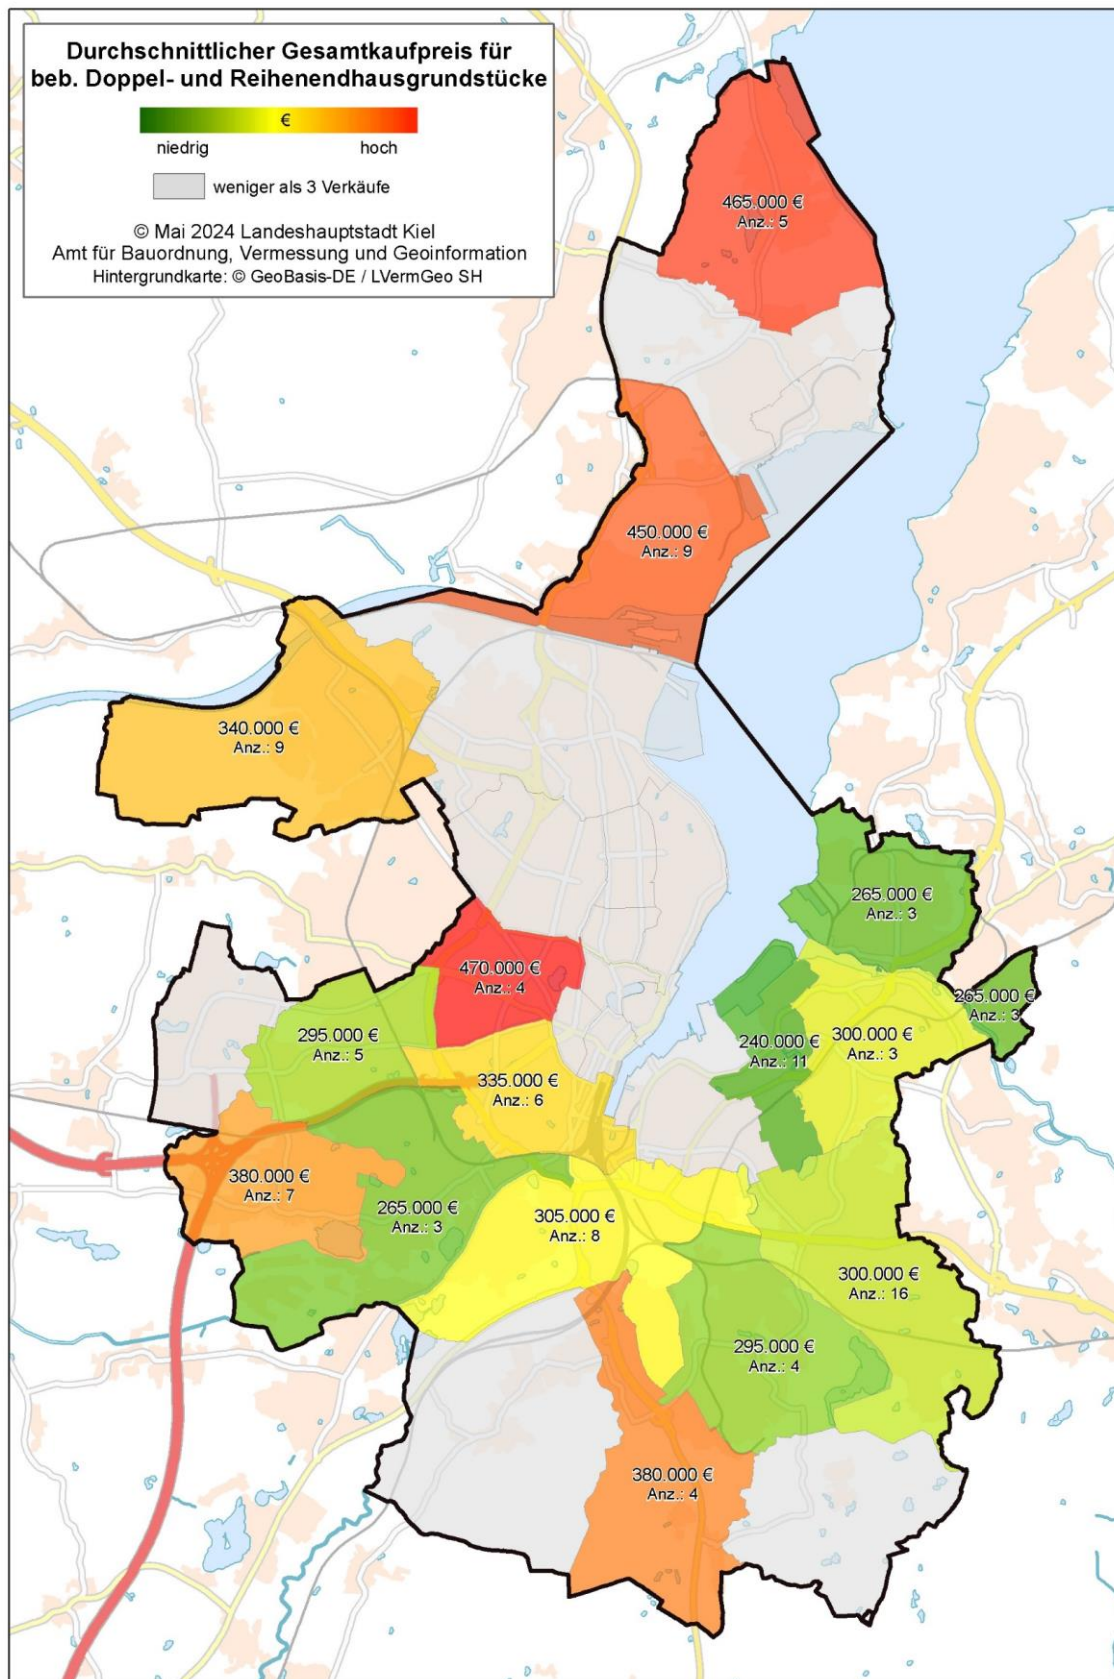 Durchschnittlicher Gesamtkaufpreis für
beb. Doppel- und Reihenendhausgrundstücke
€
niedrig hoch
weniger als 3 Verkäufe
© Mai 2024 Landeshauptstadt Kiel
Amt für Bauordnung, Vermessung und Geoinformation
Hintergrundkarte: © GeoBasis-DE / LVermGeo SH
465.000 €
Anz.: 5
450.000 €
Anz.: 9
340.000 €
Anz.: 9
265.000 €
Anz.: 3
470.000 €
Anz.: 4
265.000 €
Anz.: 3
295.000 €
Anz.: 5
240.000 €
Anz.: 11
300.000 €
Anz.: 3
335.000 €
Anz.: 6
380.000 €
Anz.: 7
265.000 €
Anz.: 3
305.000 €
Anz.: 8
300.000 €
Anz.: 16
295.000 €
Anz.: 4
380.000 €
Anz.: 4